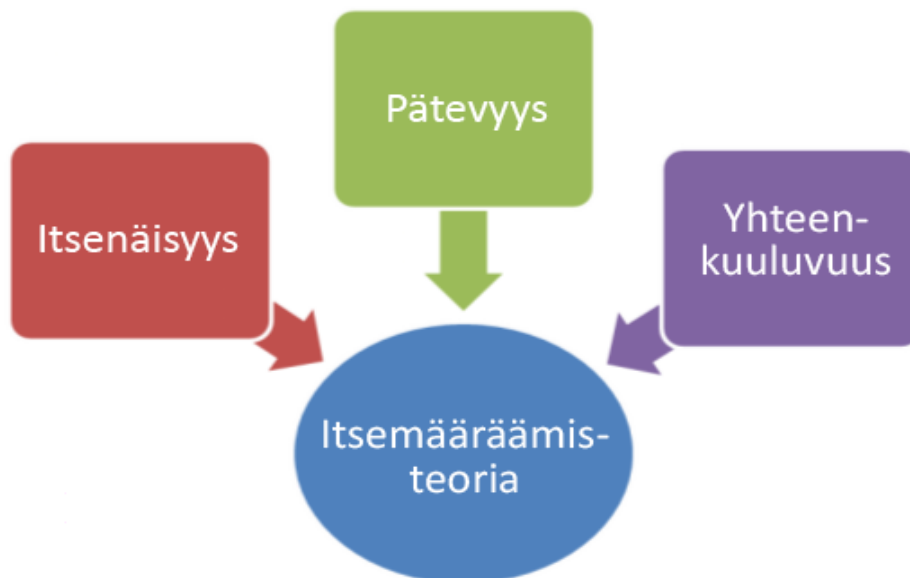 Pätevyys
Itsenäisyys
Yhteen-
kuuluvuus
Itsemääräämis-
teoria